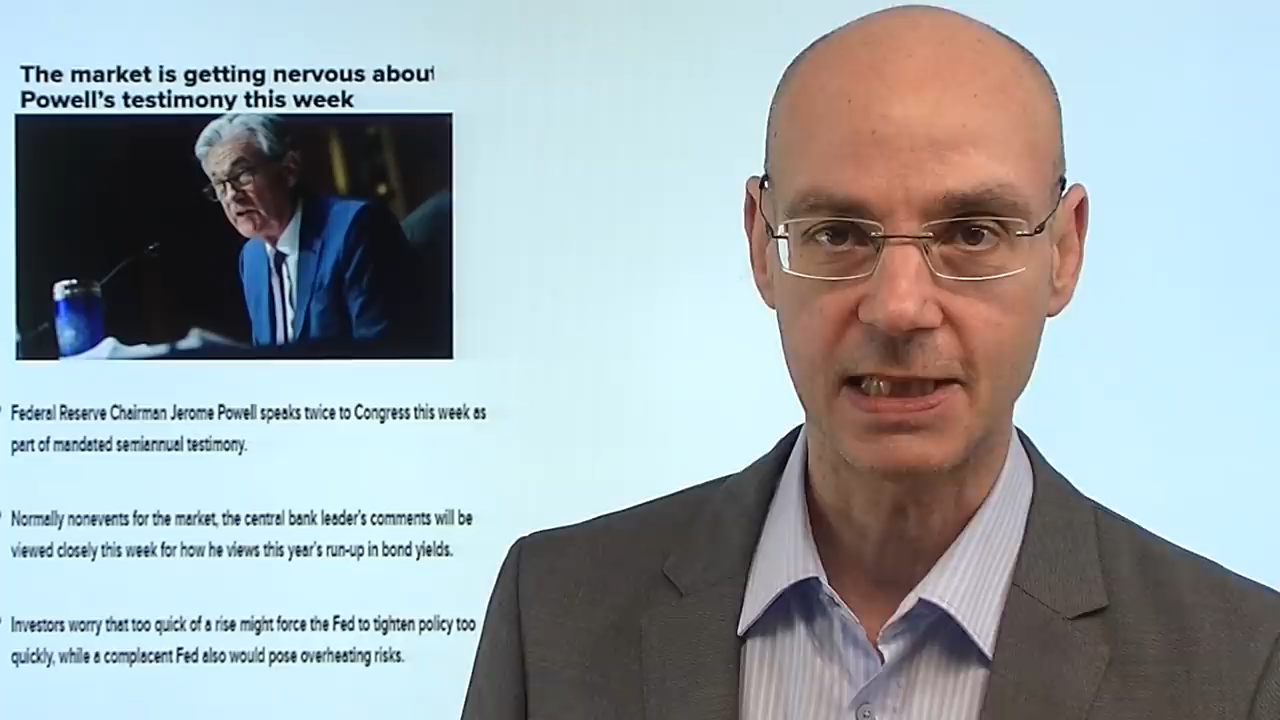 The market is getting nervous about
Powell's testimony this week
Federal Reserve Chairman Jerome Powell speaks twice to Congress this week as
part of mandated semiannual testimony.
Normally nonevents for the market, the central bank leader's comments will be
viewed closely this week for how he views this year's run-up in bond yields.
Investors worry that too quick of a rise might force the Fed to tighten policy too
quickly, while a complacent Fed also would pose overheating risks.